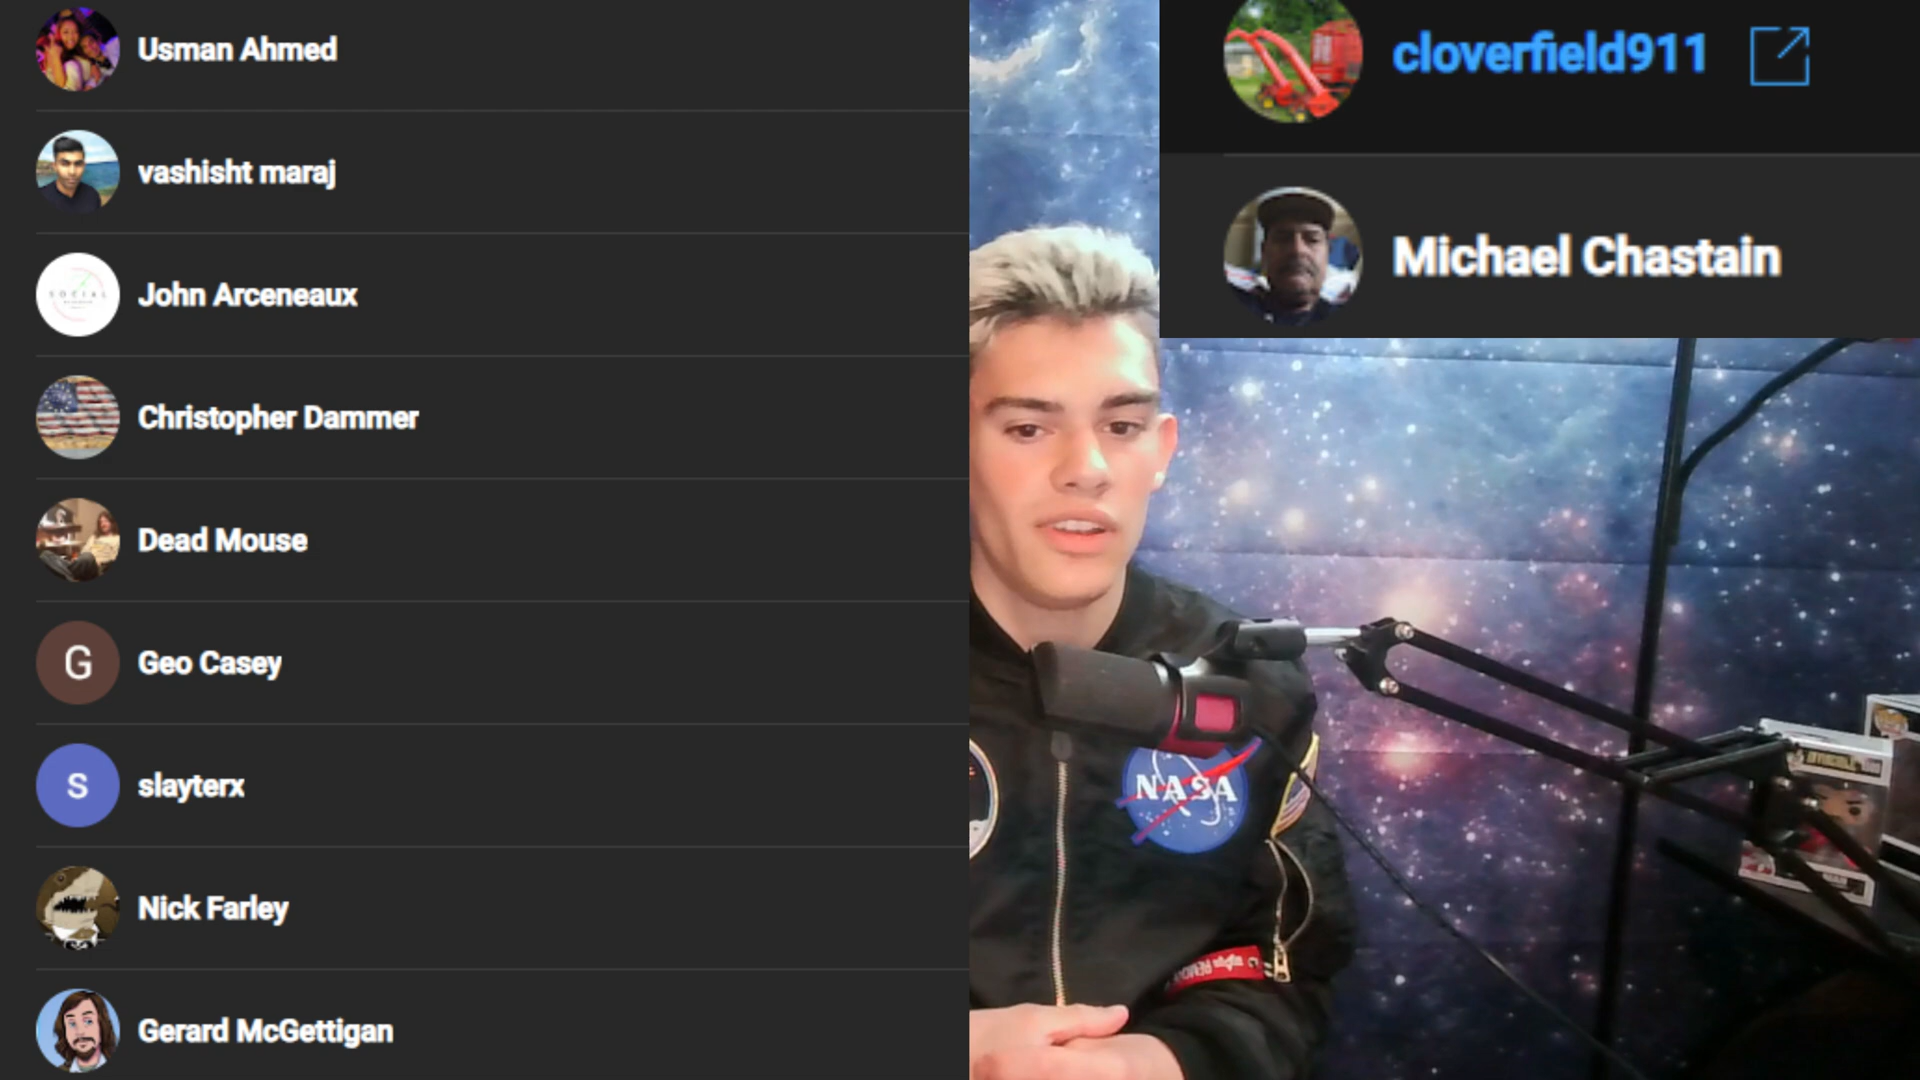 Usman Ahmed
vashisht maraj
John Arceneaux
SOCIAL
Christopher Dammer
Dead Mouse
G
Geo Casey
s
slayterx
Nick Farley
Gerard McGettigan
cloverfield911
Michael Chastain
NASA